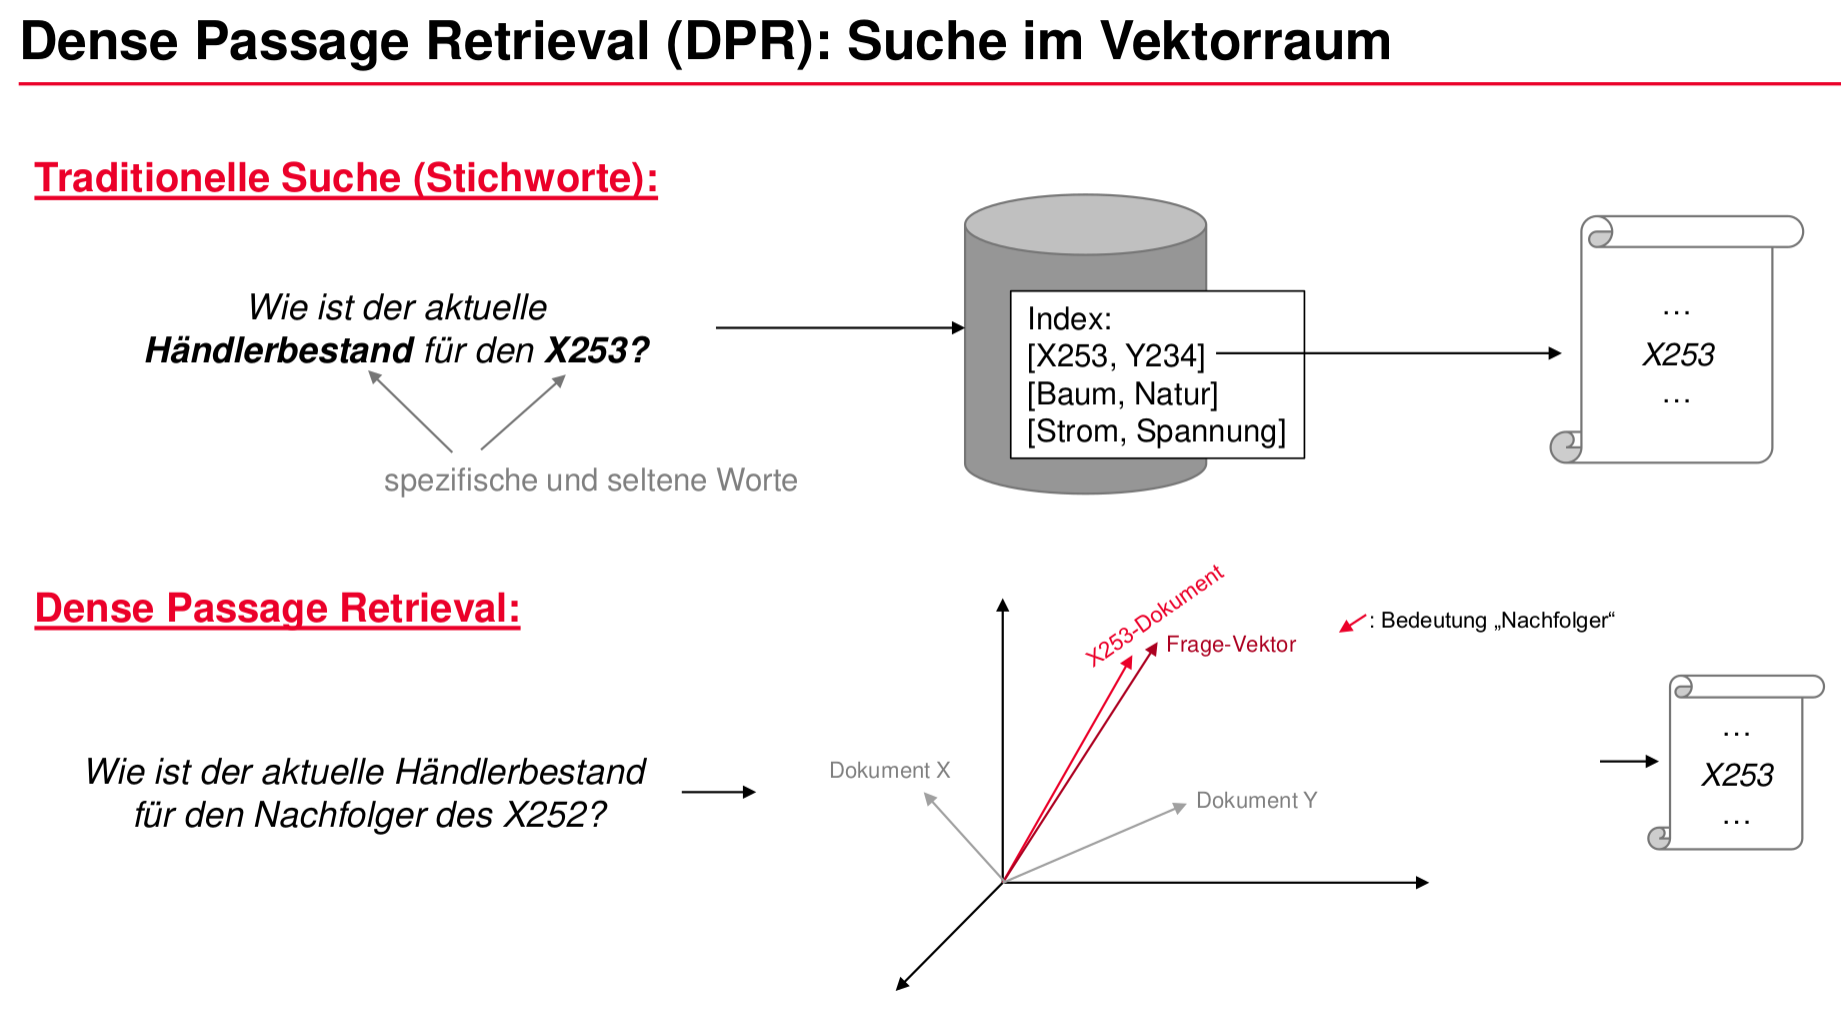 Dense Passage Retrieval (DPR): Suche im Vektorraum
Traditionelle Suche (Stichworte):
Wie ist der aktuelle
Händlerbestand für den X253?
spezifische und seltene Worte
Index:
[X253, Y234]
[Baum, Natur]
[Strom, Spannung]
...
X253
...
Dense Passage Retrieval:
Wie ist der aktuelle Händlerbestand
für den Nachfolger des X252?
X253-Dokument
Frage-Vektor
: Bedeutung „Nachfolger“
Dokument X
Dokument Y
...
X253
...